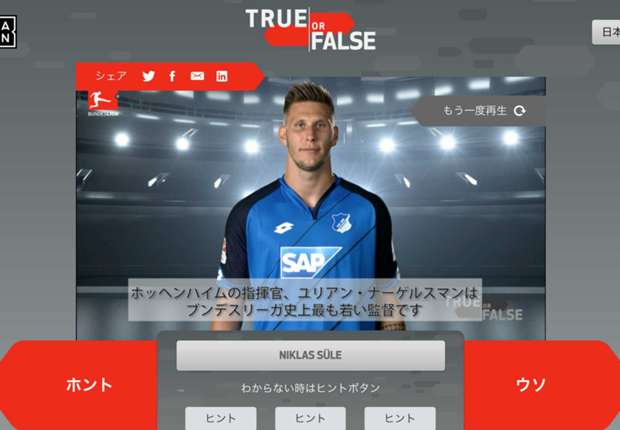 DAZN
TRUE
OR
FALSE
日本
シェア
もう一度再生
BUNDESLIGA
SAP
ホッヘンハイムの指揮官、ユリアン・ナーゲルスマンは
ブンデスリーガ史上最も若い監督です
TRUE
OR
FALSE
ホント
NIKLAS SÜLE
ウソ
わからない時はヒントボタン
ヒント
ヒント
ヒント